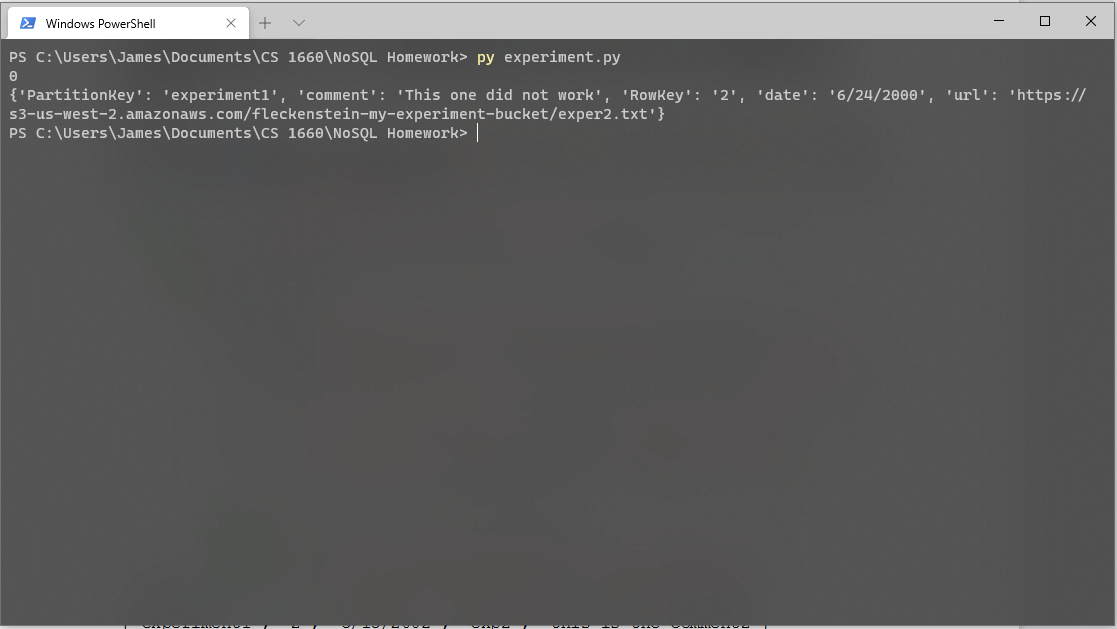 Windows PowerShell
PS C:\Users\James\Documents\CS 1660\NoSQL Homework> py experiment.py
0
{'PartitionKey': 'experiment1', 'comment': 'This one did not work', 'RowKey': '2', 'date': '6/24/2000', 'url': 'https://
s3-us-west-2.amazonaws.com/fleckenstein-my-experiment-bucket/exper2.txt'}
PS C:\Users\James\Documents\CS 1660\NoSQL Homework>